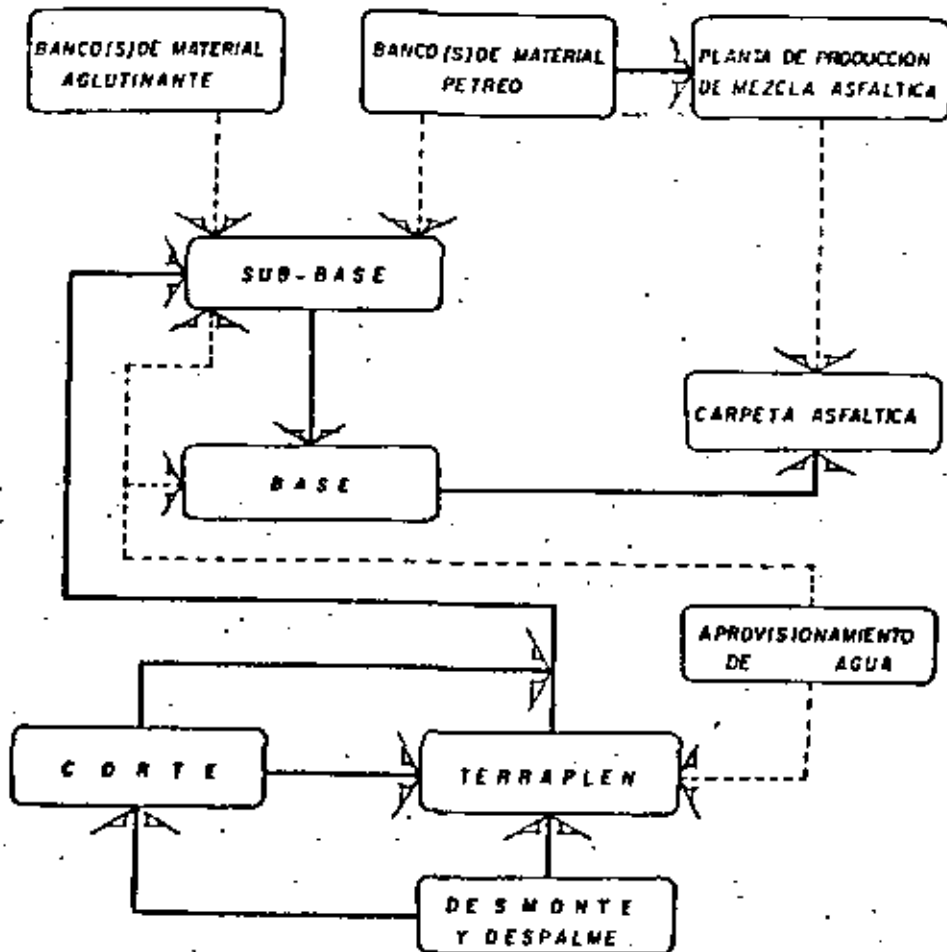 BANCO(S)DE MATERIAL
AGLUTINANTE
BANCO(S)DE MATERIAL
PETREO
PLANTA DE PRODUCCION
DE MEZCLA ASFALTICA
SUB-BASE
CARPETA ASFALTICA
BASE
APROVISIONAMIENTO
DE AGUA
CORTE
TERRAPLEN
DESMONTE
Y DESPALME